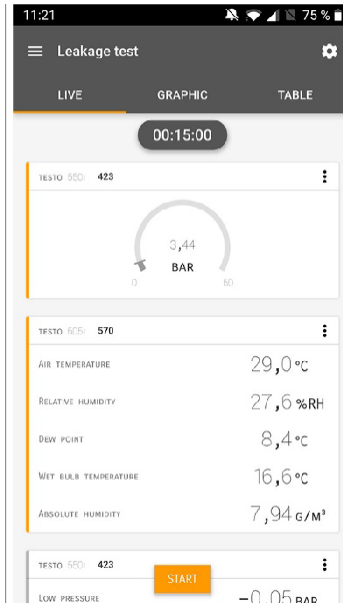 11:21 75 %
Leakage test
LIVE GRAPHIC TABLE
00:15:00
TESTO 550i 423
3,44
BAR
0 60
TESTO 605i 570
AIR TEMPERATURE 29,0 °C
RELATIVE HUMIDITY 27,6 %RH
DEW POINT 8,4 °C
WET BULB TEMPERATURE 16,6 °C
ABSOLUTE HUMIDITY 7,94 G/M³
TESTO 550i 423
START
LOW PRESSURE -0,05 BAR